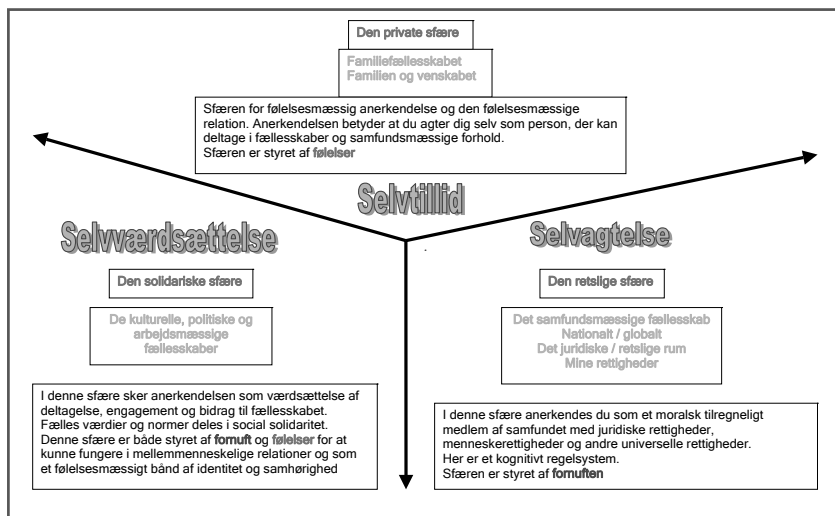 Den private sfære
Familiefællesskabet
Familien og venskabet
Sfæren for følelsesmæssig anerkendelse og den følelsesmæssige
relation. Anerkendelsen betyder at du agter dig selv som person, der kan
deltage i fællesskaber og samfundsmæssige forhold.
Sfæren er styret af følelser
Selvtillid
Selvværdsættelse
Den solidariske sfære
De kulturelle, politiske og
arbejdsmæssige
fællesskaber
I denne sfære sker anerkendelsen som værdsættelse af
deltagelse, engagement og bidrag til fællesskabet.
Fælles værdier og normer deles i social solidaritet.
Denne sfære er både styret af fornuft og følelser for at
kunne fungere i mellemmenneskelige relationer og som
et følelsesmæssigt bånd af identitet og samhørighed
Selvagtelse
Den retslige sfære
Det samfundsmæssige fællesskab
Nationalt / globalt
Det juridiske / retslige rum
Mine rettigheder
I denne sfære anerkendes du som et moralsk tilregneligt
medlem af samfundet med juridiske rettigheder,
menneskerettigheder og andre universelle rettigheder.
Her er et kognitivt regelsystem.
Sfæren er styret af fornuften